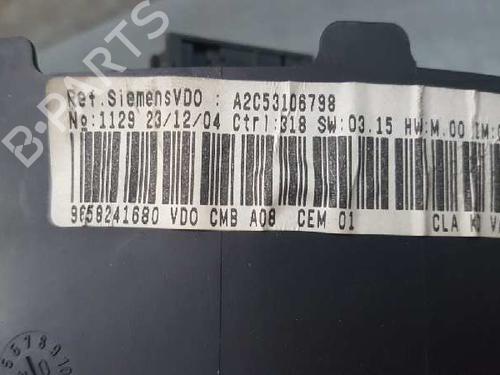 Ref.SiemensVDO : A2C53106798
No:1129 23/12/04 Ctrl:318 SW:03.15 HW:M.00
9658241680 VDO CMB A08 CEM 01 CLA K
B-PARTS